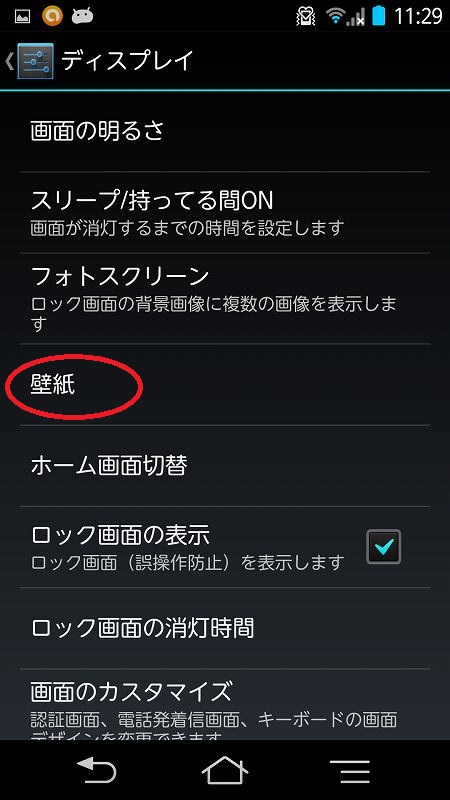 11:29
ディスプレイ
画面の明るさ
スリープ/持ってる間ON
画面が消灯するまでの時間を設定します
フォトスクリーン
ロック画面の背景画像に複数の画像を表示しま
す
壁紙
ホーム画面切替
ロック画面の表示
ロック画面（誤操作防止）を表示します
ロック画面の消灯時間
画面のカスタマイズ
認証画面、電話発着信画面、キーボードの画面
デザインを変更できます